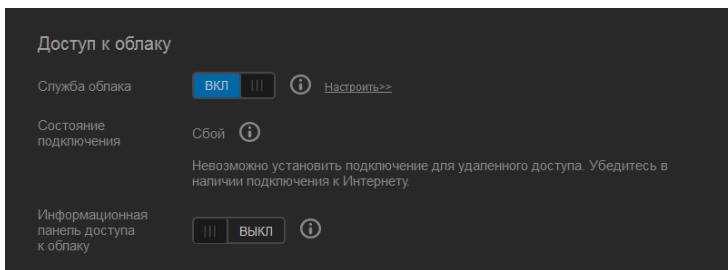 Доступ к облаку
Служба облака
ВКЛ
Настроить>>
Состояние
подключения
Сбой
Невозможно установить подключение для удаленного доступа. Убедитесь в
наличии подключения к Интернету.
Информационная
панель доступа
к облаку
ВЫКЛ